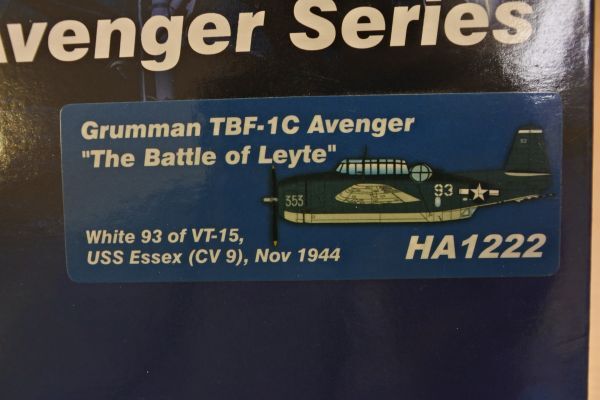 Avenger Series
Grumman TBF-1C Avenger
"The Battle of Leyte"
353
93
White 93 of VT-15,
USS Essex (CV 9), Nov 1944
HA1222